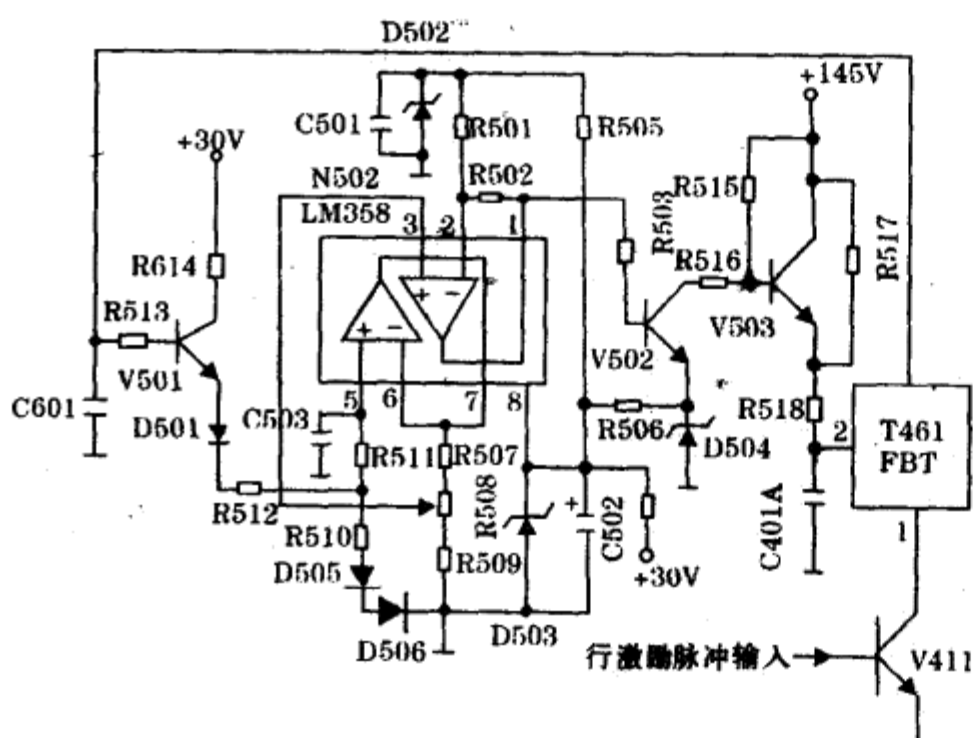 D502
+145V
C501
R501
R505
+30V
R502
N502
LM358
3
2
1
R503
R515
R517
R516
R614
+
-
R513
+
-
V503
V501
V502
C601
5
6
7
8
D501
C503
R518
R506
D504
2
T461
FBT
R511
R507
R512
R508
C502
+
C401A
1
R510
R509
+30V
D505
D503
D506
行激励脉冲输入
V411